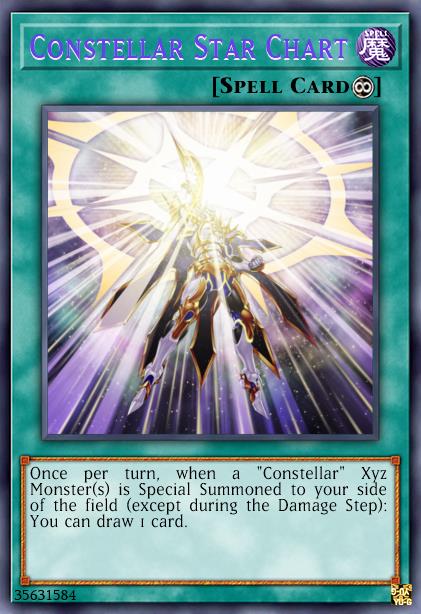 Constellar Star Chart
SPELL
魔
[Spell Card]
Once per turn, when a "Constellar" Xyz
Monster(s) is Special Summoned to your side
of the field (except during the Damage Step):
You can draw 1 card.
35631584